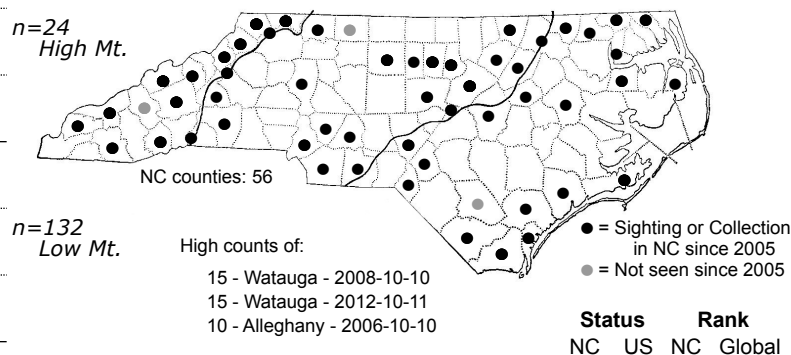 n=24
High Mt.
NC counties: 56
n=132
Low Mt.
High counts of:
15 - Watauga - 2008-10-10
15 - Watauga - 2012-10-11
10 - Alleghany - 2006-10-10
● = Sighting or Collection
in NC since 2005
● = Not seen since 2005
Status Rank
NC US NC Global